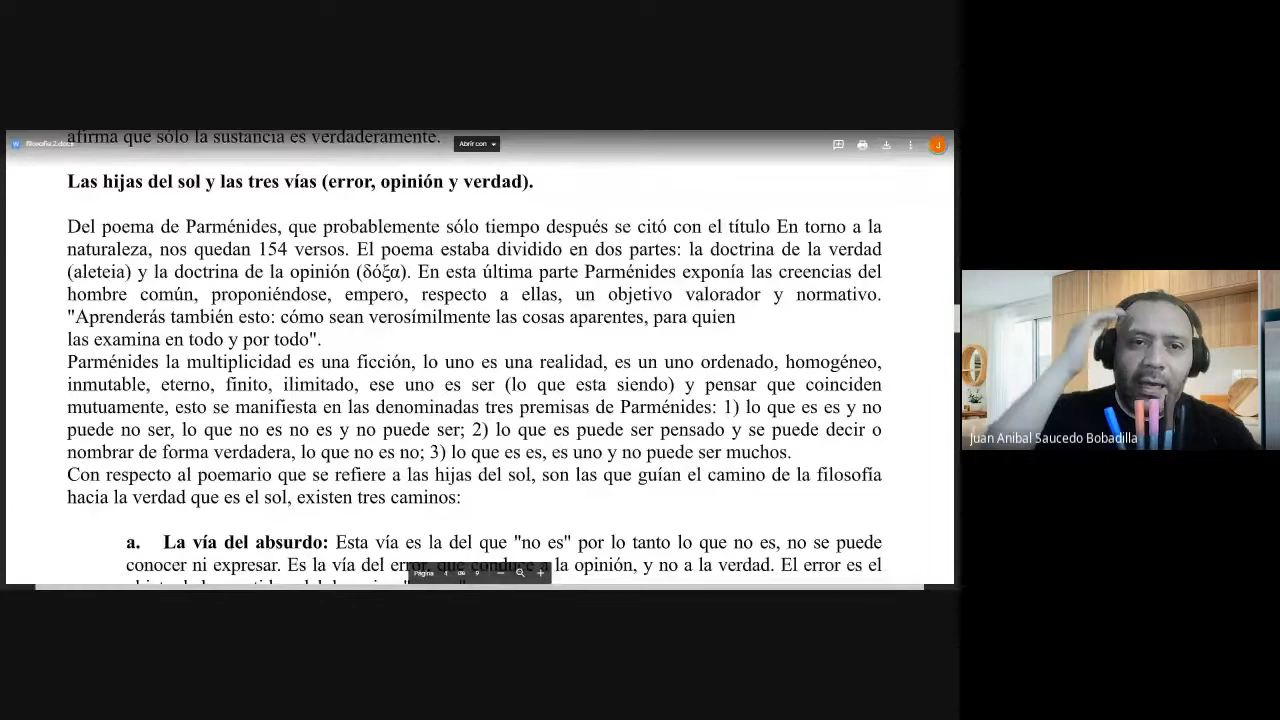 afirma que sólo la sustancia es verdaderamente.
filosofia 2.docx
Abrir con
J
Las hijas del sol y las tres vías (error, opinión y verdad).
Del poema de Parménides, que probablemente sólo tiempo después se citó con el título En torno a la
naturaleza, nos quedan 154 versos. El poema estaba dividido en dos partes: la doctrina de la verdad
(aleteia) y la doctrina de la opinión (δόξα). En esta última parte Parménides exponía las creencias del
hombre común, proponiéndose, empero, respecto a ellas, un objetivo valorador y normativo.
"Aprenderás también esto: cómo sean verosímilmente las cosas aparentes, para quien
las examina en todo y por todo".
Parménides la multiplicidad es una ficción, lo uno es una realidad, es un uno ordenado, homogéneo,
inmutable, eterno, finito, ilimitado, ese uno es ser (lo que esta siendo) y pensar que coinciden
mutuamente, esto se manifiesta en las denominadas tres premisas de Parménides: 1) lo que es es y no
puede no ser, lo que no es no es y no puede ser; 2) lo que es puede ser pensado y se puede decir o
nombrar de forma verdadera, lo que no es no; 3) lo que es es, es uno y no puede ser muchos.
Con respecto al poemario que se refiere a las hijas del sol, son las que guían el camino de la filosofía
hacia la verdad que es el sol, existen tres caminos:
a. La vía del absurdo: Esta vía es la del que "no es" por lo tanto lo que no es, no se puede
conocer ni expresar. Es la vía del error, que conduce a la opinión, y no a la verdad. El error es el
Página 4 de 9
Juan Anibal Saucedo Bobadilla